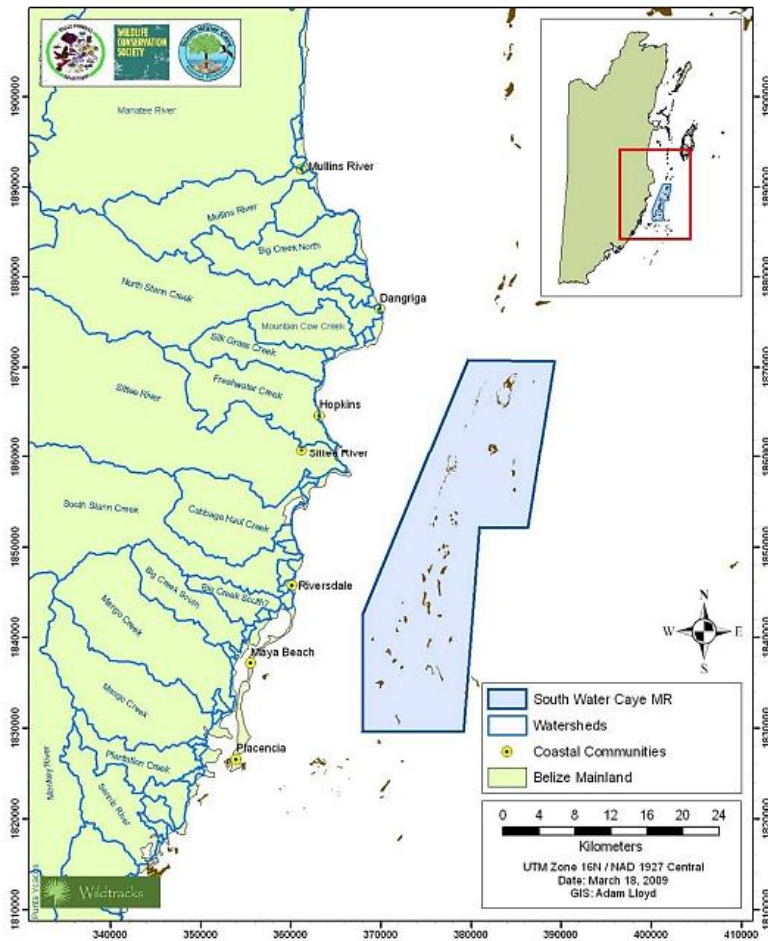 WILDLIFE
CONSERVATION
SOCIETY
Manatee River
Mullins River
Mullins River
Big Creek North
North Stann Creek
Dangriga
Mountain Cow Creek
Silk Grass Creek
Freshwater Creek
Sittee River
Hopkins
Sittee River
South Stann Creek
Cabbage Haul Creek
Big Creek South
Big Creek South?
Riversdale
Mango Creek
Maya Beach
Mango Creek
Placencia
Plantation Creek
Monkey River
Punta Ycacos
Wildtracks
N
W
E
S
South Water Caye MR
Watersheds
Coastal Communities
Belize Mainland
0 4 8 12 16 20 24
Kilometers
UTM Zone 16N / NAD 1927 Central
Date: March 18, 2009
GIS: Adam Lloyd
1900000
1890000
1880000
1870000
1860000
1850000
1840000
1830000
1820000
1810000
340000 350000 360000 370000 380000 390000 400000 410000